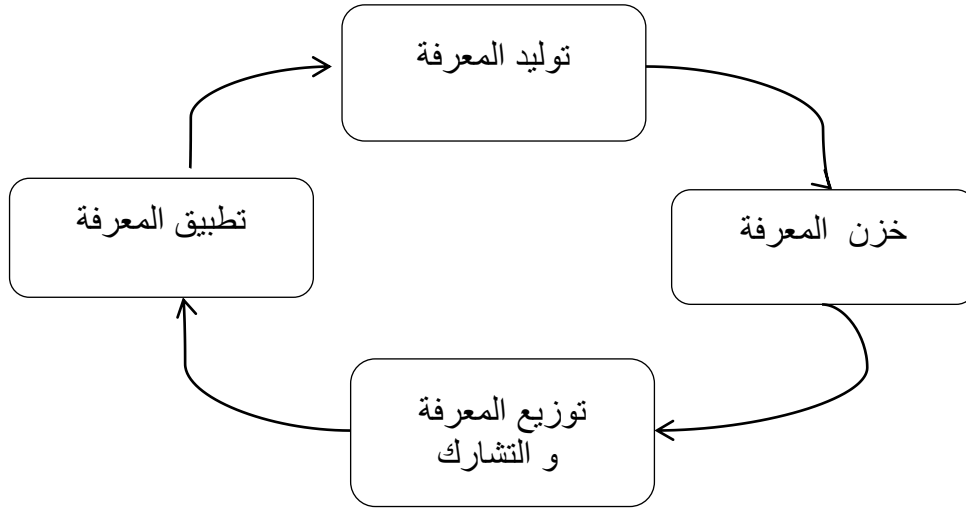 توليد المعرفة
خزن المعرفة
توزيع المعرفة
و التشارك
تطبيق المعرفة